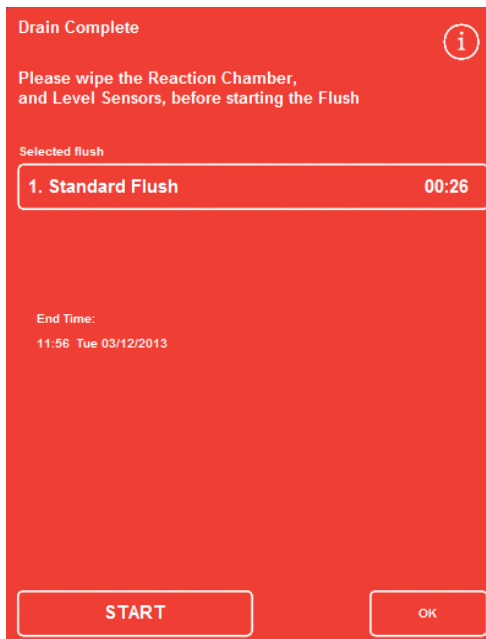 Drain Complete
i
Please wipe the Reaction Chamber,
and Level Sensors, before starting the Flush
Selected flush
1. Standard Flush 00:26
End Time:
11:56 Tue 03/12/2013
START OK